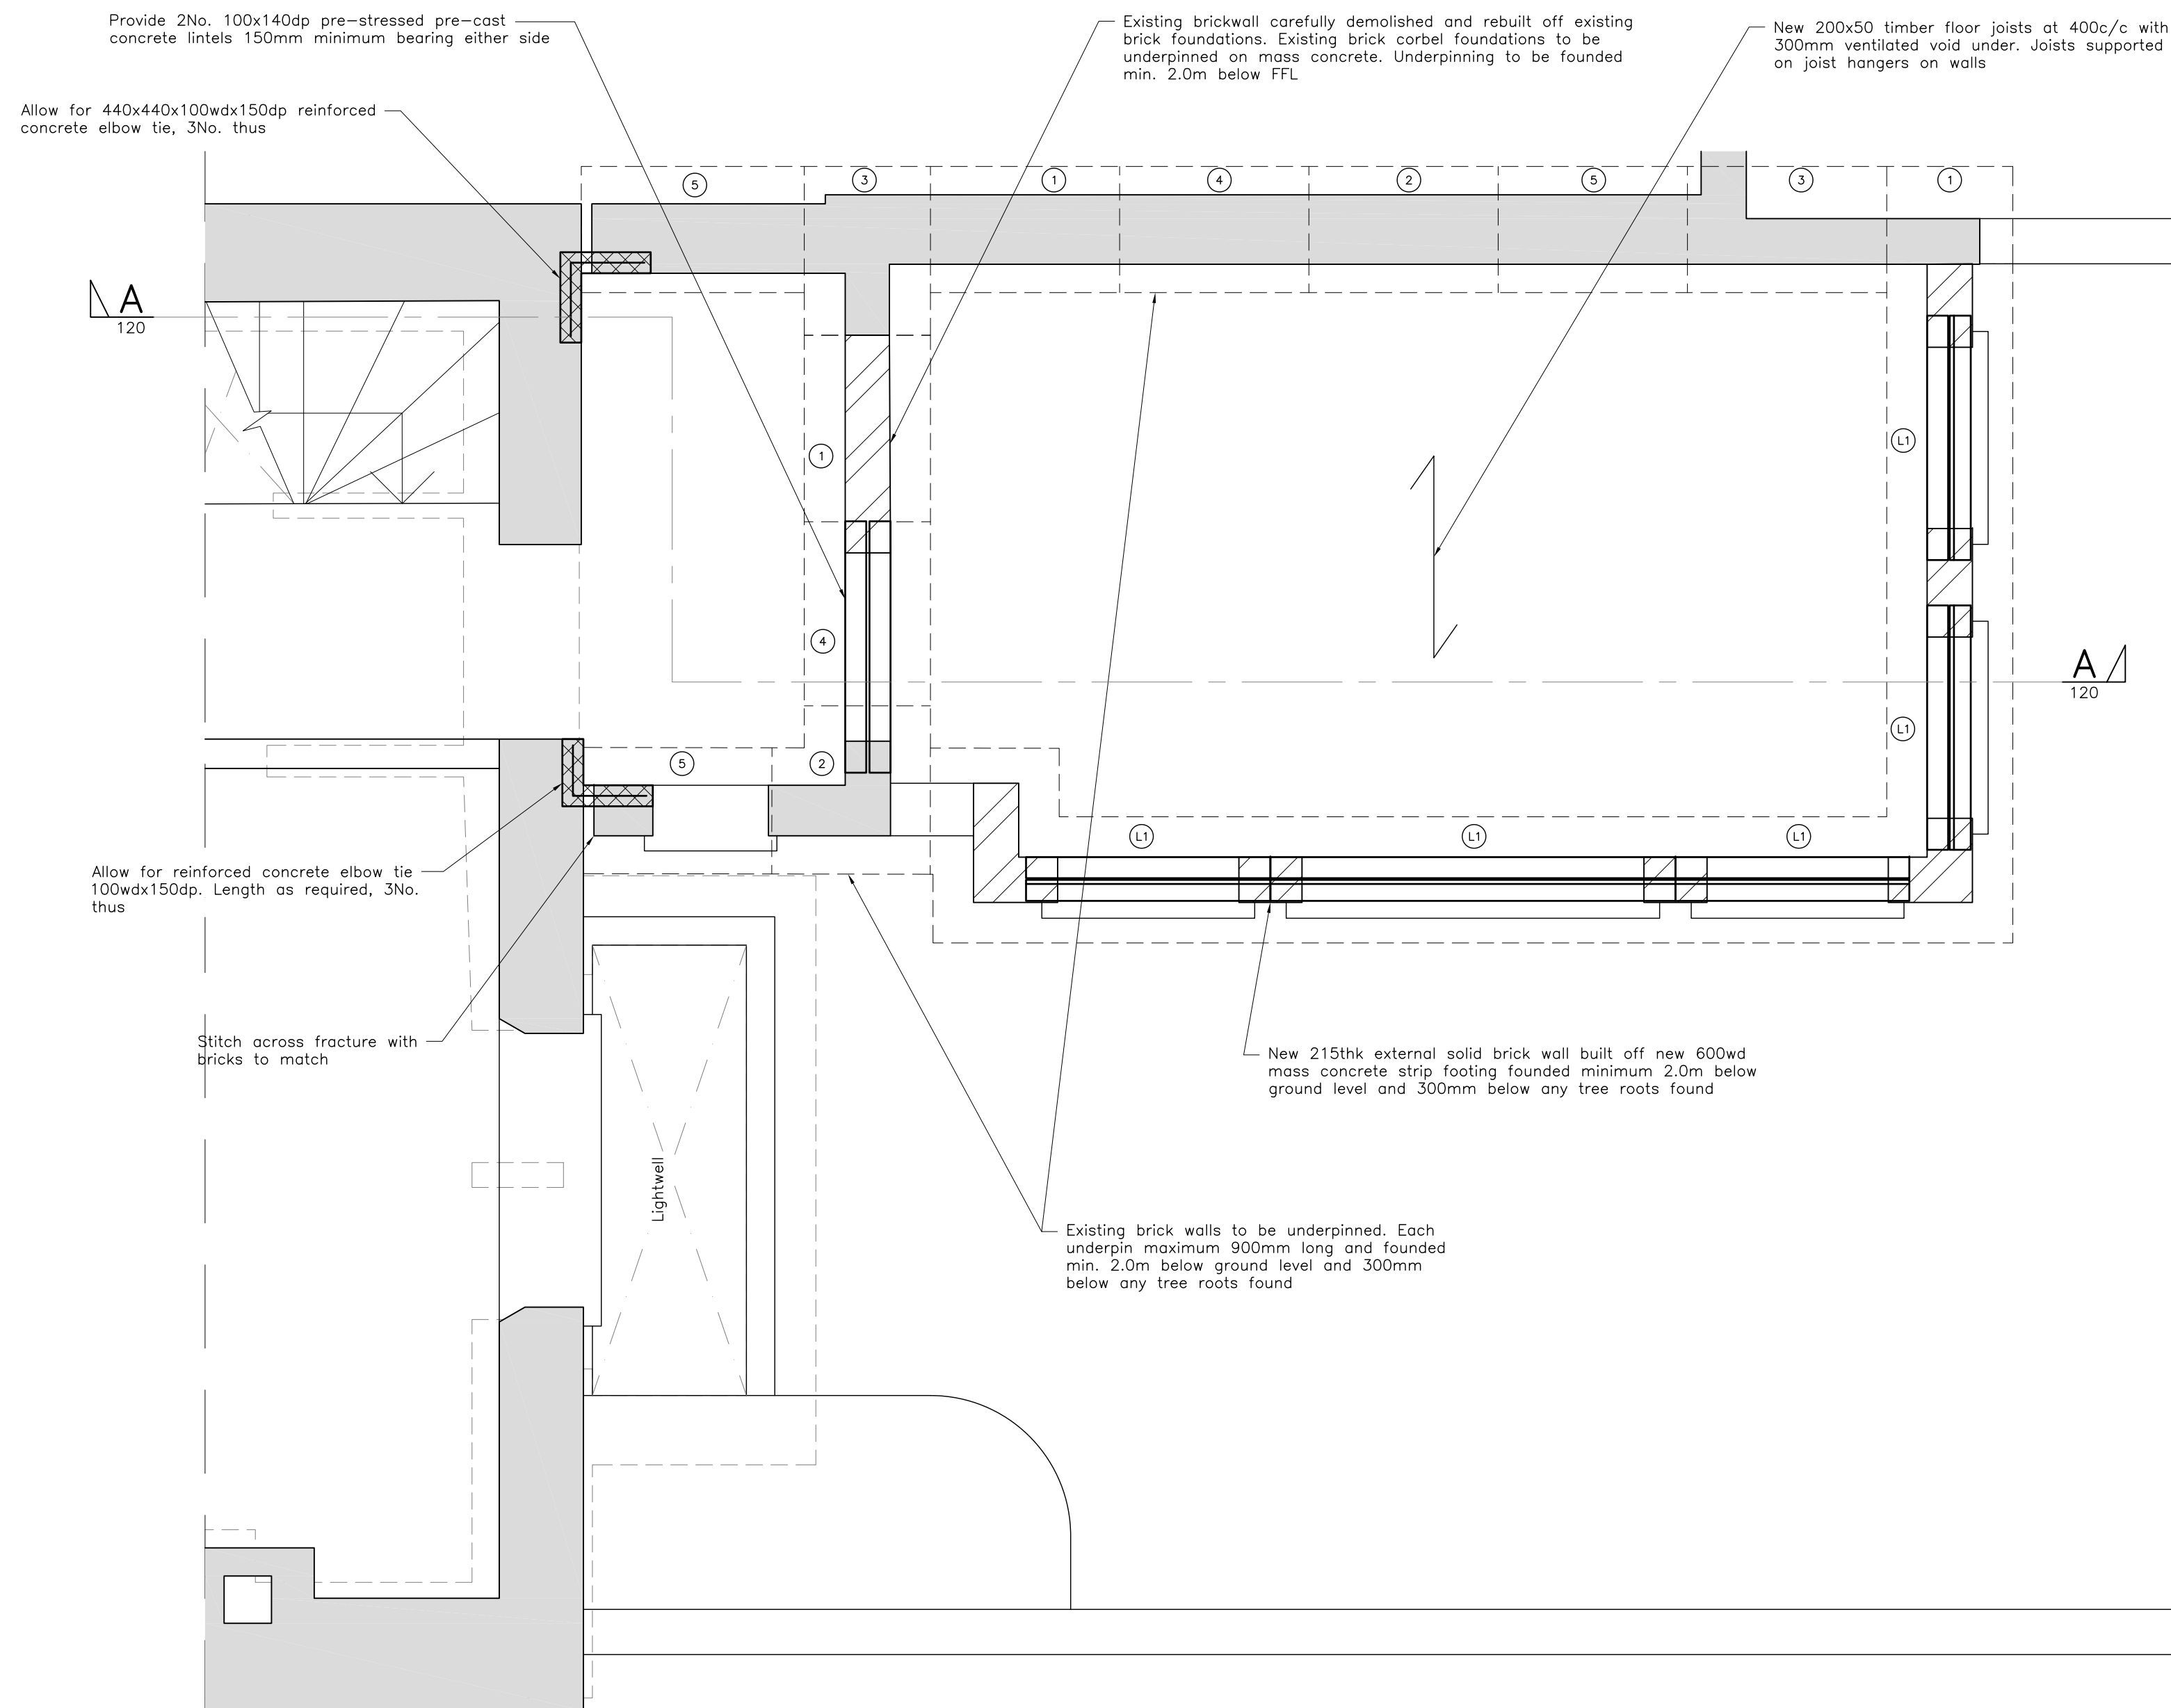 Provide 2No. 100x140dp pre-stressed pre-cast
concrete lintels 150mm minimum bearing either side
Existing brickwall carefully demolished and rebuilt off existing
brick foundations. Existing brick corbel foundations to be
underpinned on mass concrete. Underpinning to be founded
min. 2.0m below FFL
New 200x50 timber floor joists at 400c/c with
300mm ventilated void under. Joists supported
on joist hangers on walls
Allow for 440x440x100wdx150dp reinforced
concrete elbow tie, 3No. thus
5
3
1
4
2
5
3
1
A
120
1
L1
4
A
120
L1
5
2
L1
L1
L1
Allow for reinforced concrete elbow tie
100wdx150dp. Length as required, 3No.
thus
Stitch across fracture with
bricks to match
New 215thk external solid brick wall built off new 600wd
mass concrete strip footing founded minimum 2.0m below
ground level and 300mm below any tree roots found
Lightwell
Existing brick walls to be underpinned. Each
underpin maximum 900mm long and founded
min. 2.0m below ground level and 300mm
below any tree roots found